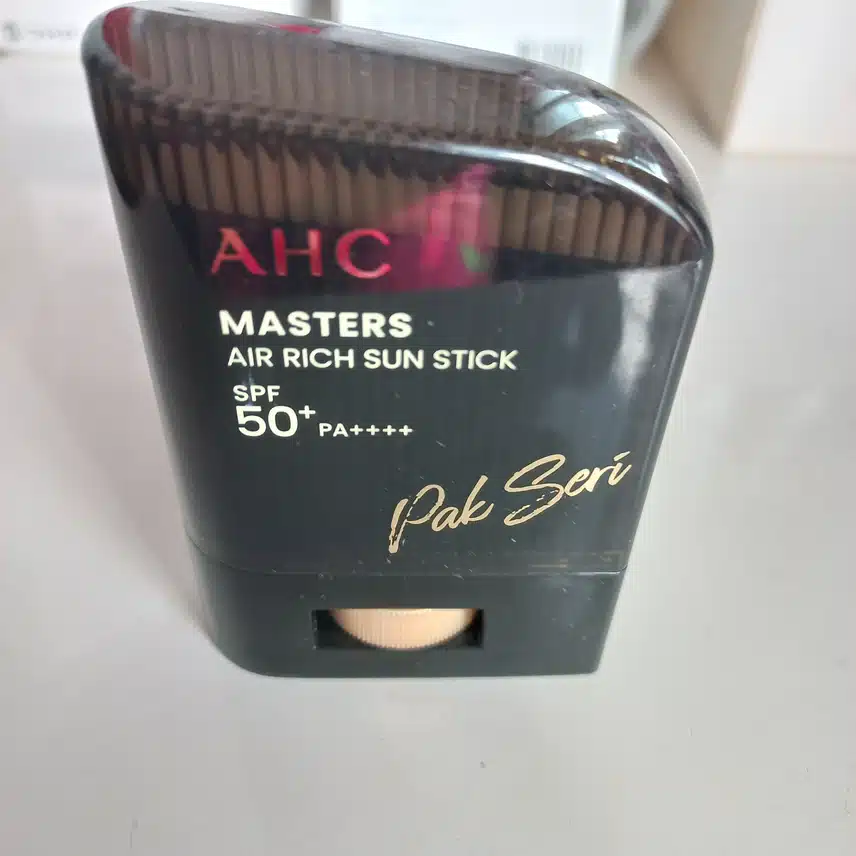 AHC
MASTERS
AIR RICH SUN STICK
SPF
50+ PA++++
Pak Seri